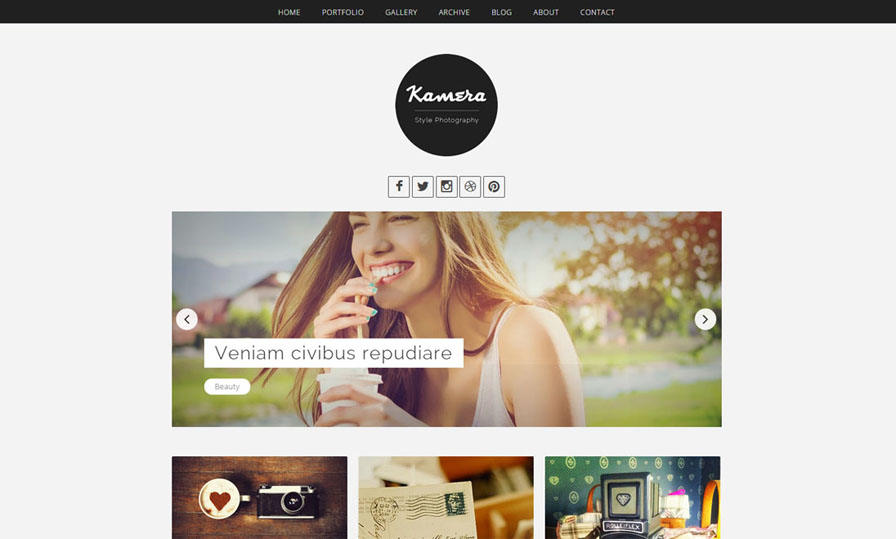 HOME PORTFOLIO GALLERY ARCHIVE BLOG ABOUT CONTACT
Kamera
Style Photography
Veniam civibus repudiare
Beauty
ROLLEIFLEX